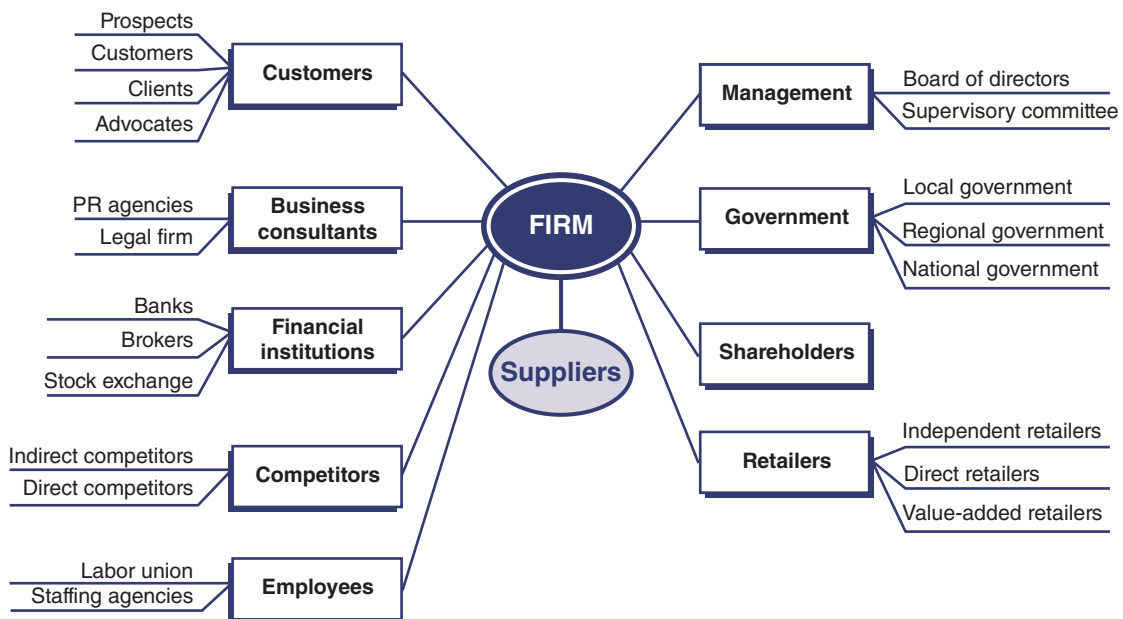 Prospects
Customers
Clients
Advocates
Customers
PR agencies
Legal firm
Business
consultants
Banks
Brokers
Stock exchange
Financial
institutions
Indirect competitors
Direct competitors
Competitors
Labor union
Staffing agencies
Employees
FIRM
Suppliers
Management
Board of directors
Supervisory committee
Government
Local government
Regional government
National government
Shareholders
Retailers
Independent retailers
Direct retailers
Value-added retailers